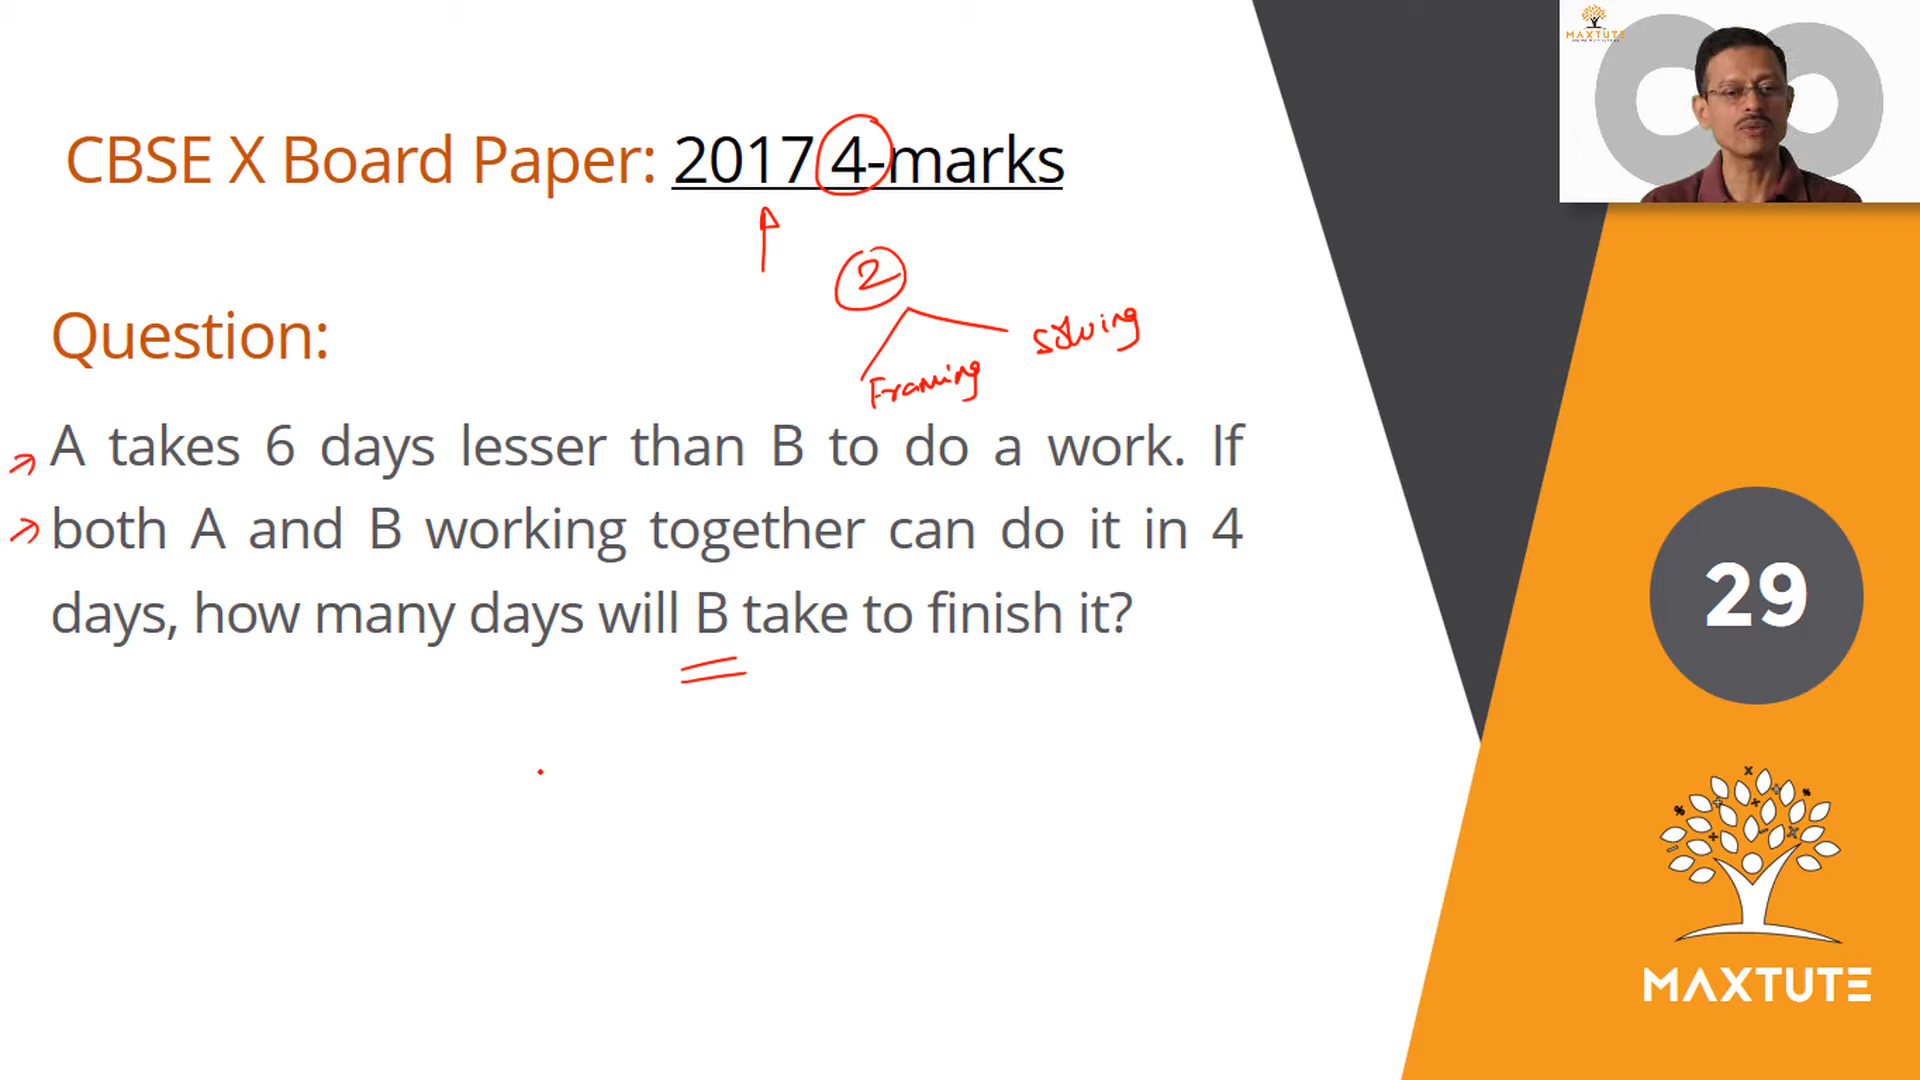 MAXTUTE
CBSE X Board Paper: 2017 4-marks
2
solving
Framing
Question:
A takes 6 days lesser than B to do a work. If
both A and B working together can do it in 4
days, how many days will B take to finish it?
29
MAXTUTE